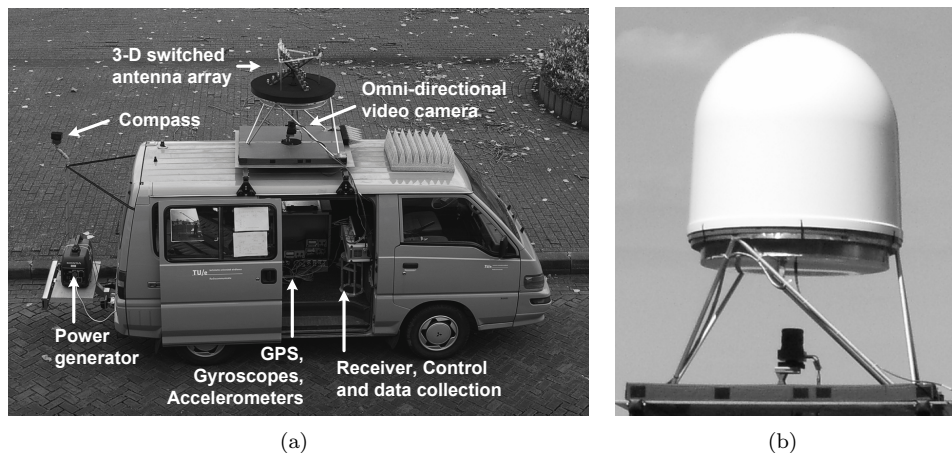 3-D switched
antenna array
Omni-directional
video camera
Compass
TU/e
Power
generator
GPS,
Gyroscopes,
Accelerometers
Receiver, Control
and data collection
(a)
(b)